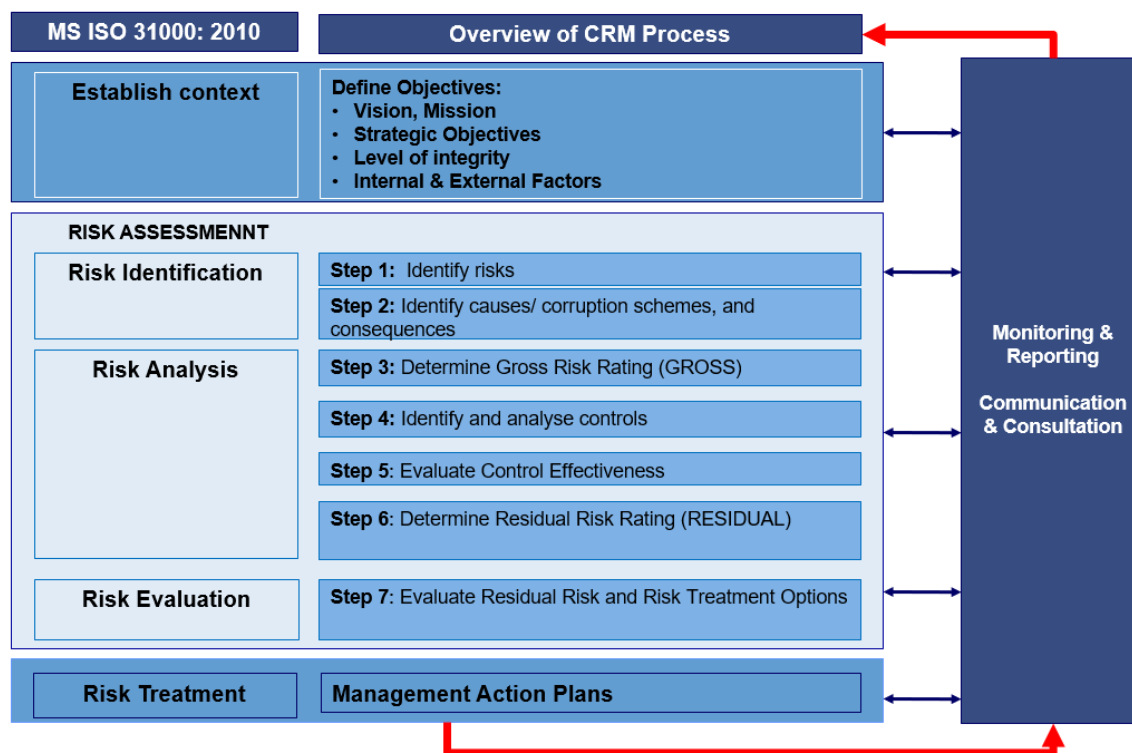 MS ISO 31000: 2010
Overview of CRM Process
Establish context
Define Objectives:
• Vision, Mission
• Strategic Objectives
• Level of integrity
• Internal & External Factors
RISK ASSESSMENNT
Risk Identification
Step 1: Identify risks
Step 2: Identify causes/ corruption schemes, and
consequences
Risk Analysis
Step 3: Determine Gross Risk Rating (GROSS)
Step 4: Identify and analyse controls
Step 5: Evaluate Control Effectiveness
Step 6: Determine Residual Risk Rating (RESIDUAL)
Risk Evaluation
Step 7: Evaluate Residual Risk and Risk Treatment Options
Risk Treatment
Management Action Plans
Monitoring &
Reporting
Communication
& Consultation